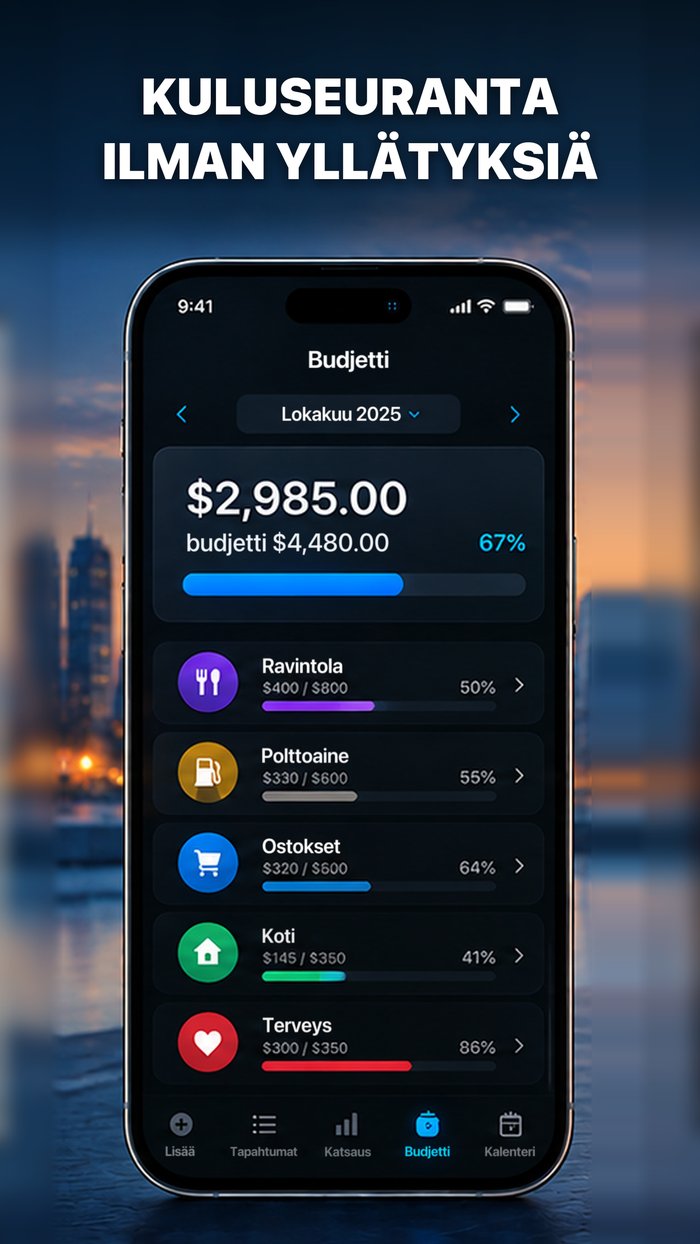 KULUSEURANTA
ILMAN YLLÄTYKSIÄ
9:41
Budjetti
Lokakuu 2025
$2,985.00
budjetti $4,480.00
67%
Ravintola
$400 / $800
50%
Polttoaine
$330 / $600
55%
Ostokset
$320 / $500
64%
Koti
$145 / $350
41%
Terveys
$300 / $350
86%
Lisää
Tapahtumat
Katsaus
Budjetti
Kalenteri